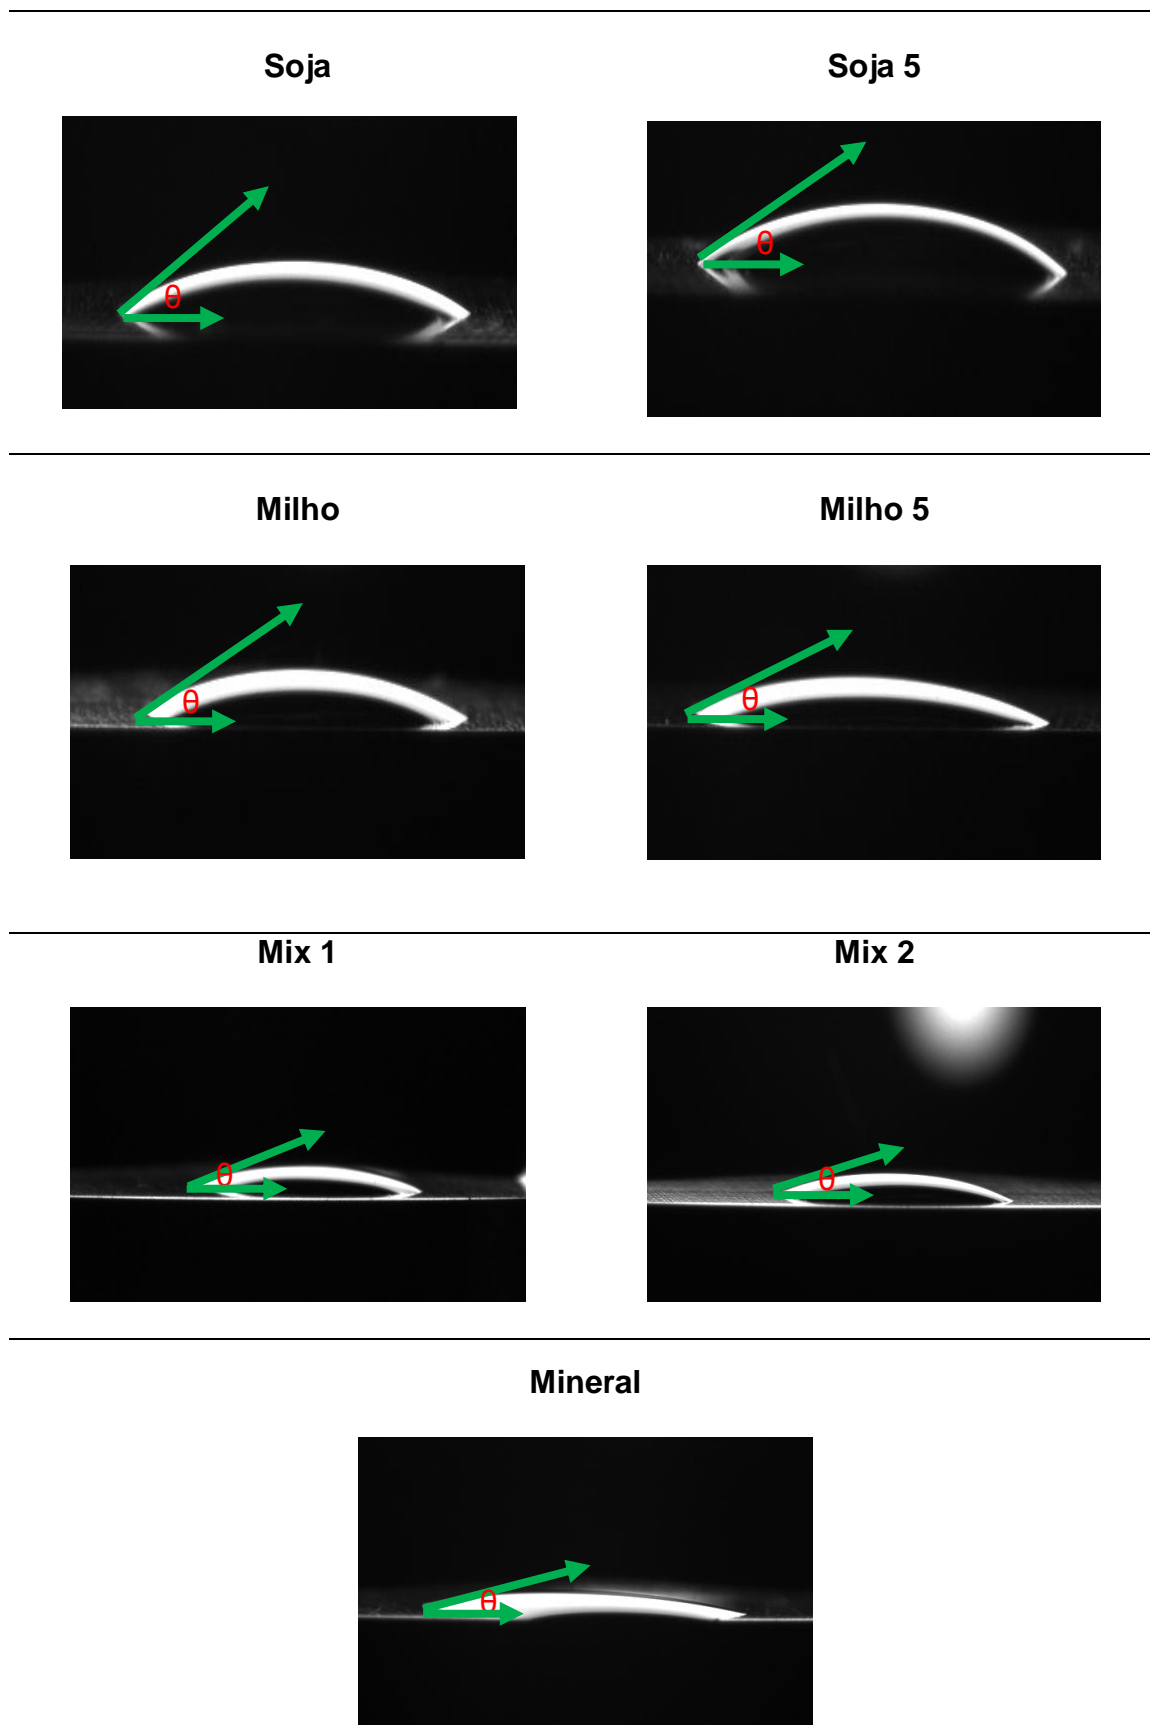 Soja
Soja 5
θ
θ
Milho
Milho 5
θ
θ
Mix 1
Mix 2
θ
θ
Mineral
θ